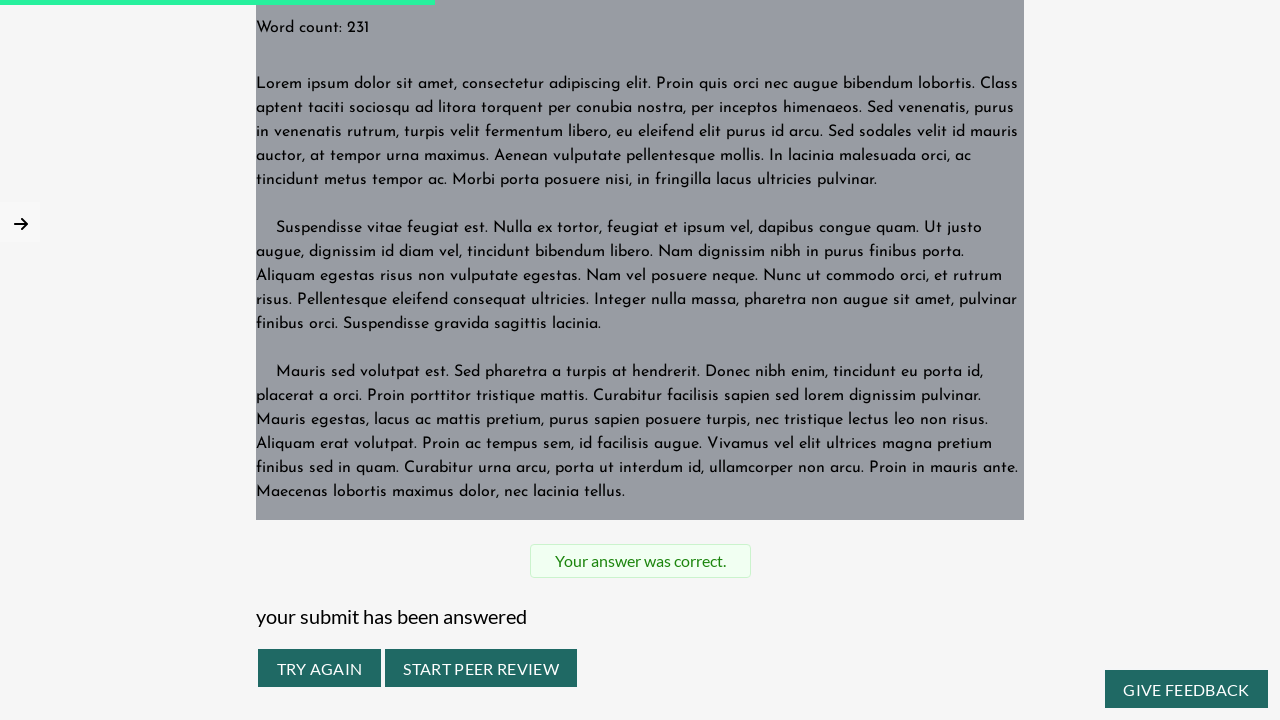 Word count: 231
Lorem ipsum dolor sit amet, consectetur adipiscing elit. Proin quis orci nec augue bibendum lobortis. Class
aptent taciti sociosqu ad litora torquent per conubia nostra, per inceptos himenaeos. Sed venenatis, purus
in venenatis rutrum, turpis velit fermentum libero, eu eleifend elit purus id arcu. Sed sodales velit id mauris
auctor, at tempor urna maximus. Aenean vulputate pellentesque mollis. In lacinia malesuada orci, ac
tincidunt metus tempor ac. Morbi porta posuere nisi, in fringilla lacus ultricies pulvinar.
Suspendisse vitae feugiat est. Nulla ex tortor, feugiat et ipsum vel, dapibus congue quam. Ut justo
augue, dignissim id diam vel, tincidunt bibendum libero. Nam dignissim nibh in purus finibus porta.
Aliquam egestas risus non vulputate egestas. Nam vel posuere neque. Nunc ut commodo orci, et rutrum
risus. Pellentesque eleifend consequat ultricies. Integer nulla massa, pharetra non augue sit amet, pulvinar
finibus orci. Suspendisse gravida sagittis lacinia.
Mauris sed volutpat est. Sed pharetra a turpis at hendrerit. Donec nibh enim, tincidunt eu porta id,
placerat a orci. Proin porttitor tristique mattis. Curabitur facilisis sapien sed lorem dignissim pulvinar.
Mauris egestas, lacus ac mattis pretium, purus sapien posuere turpis, nec tristique lectus leo non risus.
Aliquam erat volutpat. Proin ac tempus sem, id facilisis augue. Vivamus vel elit ultrices magna pretium
finibus sed in quam. Curabitur urna arcu, porta ut interdum id, ullamcorper non arcu. Proin in mauris ante.
Maecenas lobortis maximus dolor, nec lacinia tellus.
Your answer was correct.
your submit has been answered
TRY AGAIN START PEER REVIEW
GIVE FEEDBACK